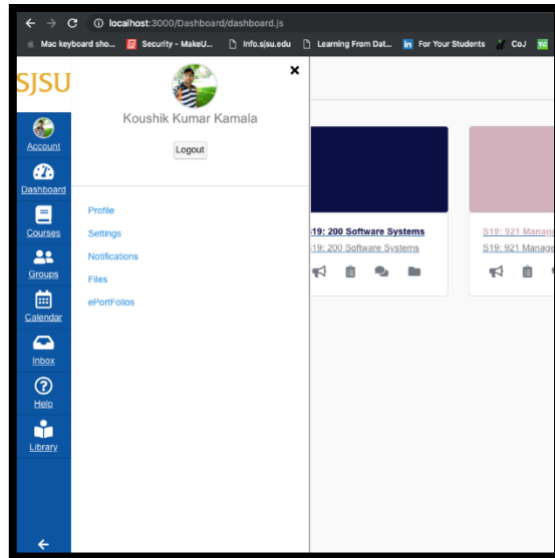 localhost:3000/Dashboard/dashboard.js
Mac keyboard sho... Security - MakeU... Info.sjsu.edu Learning From Dat... For Your Students CoJ
SJSU
Koushik Kumar Kamala
Logout
Account
Dashboard
Courses
Groups
Calendar
Inbox
Help
Library
Profile
Settings
Notifications
Files
ePortFolios
S19: 200 Software Systems
S19: 200 Software Systems
S19: 921 Manage
S19: 921 Manage